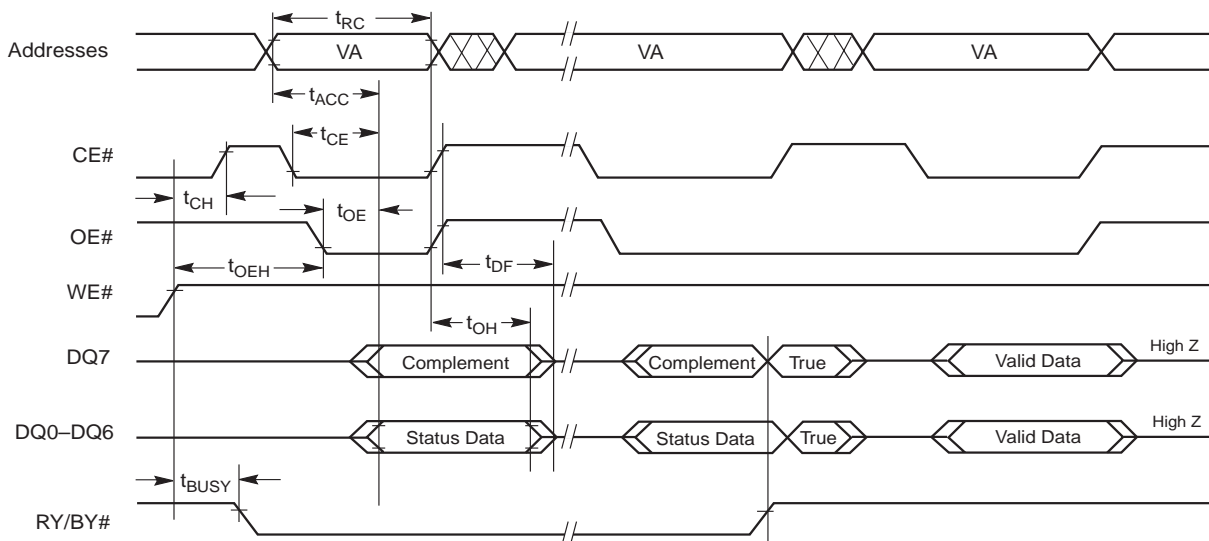 tRC
Addresses VA VA VA
tACC
tCE
CE#
tCH tOE
OE#
tOEH tDF
WE#
tOH
DQ7 Complement Complement True Valid Data High Z
DQ0–DQ6 Status Data Status Data True Valid Data High Z
tBUSY
RY/BY#